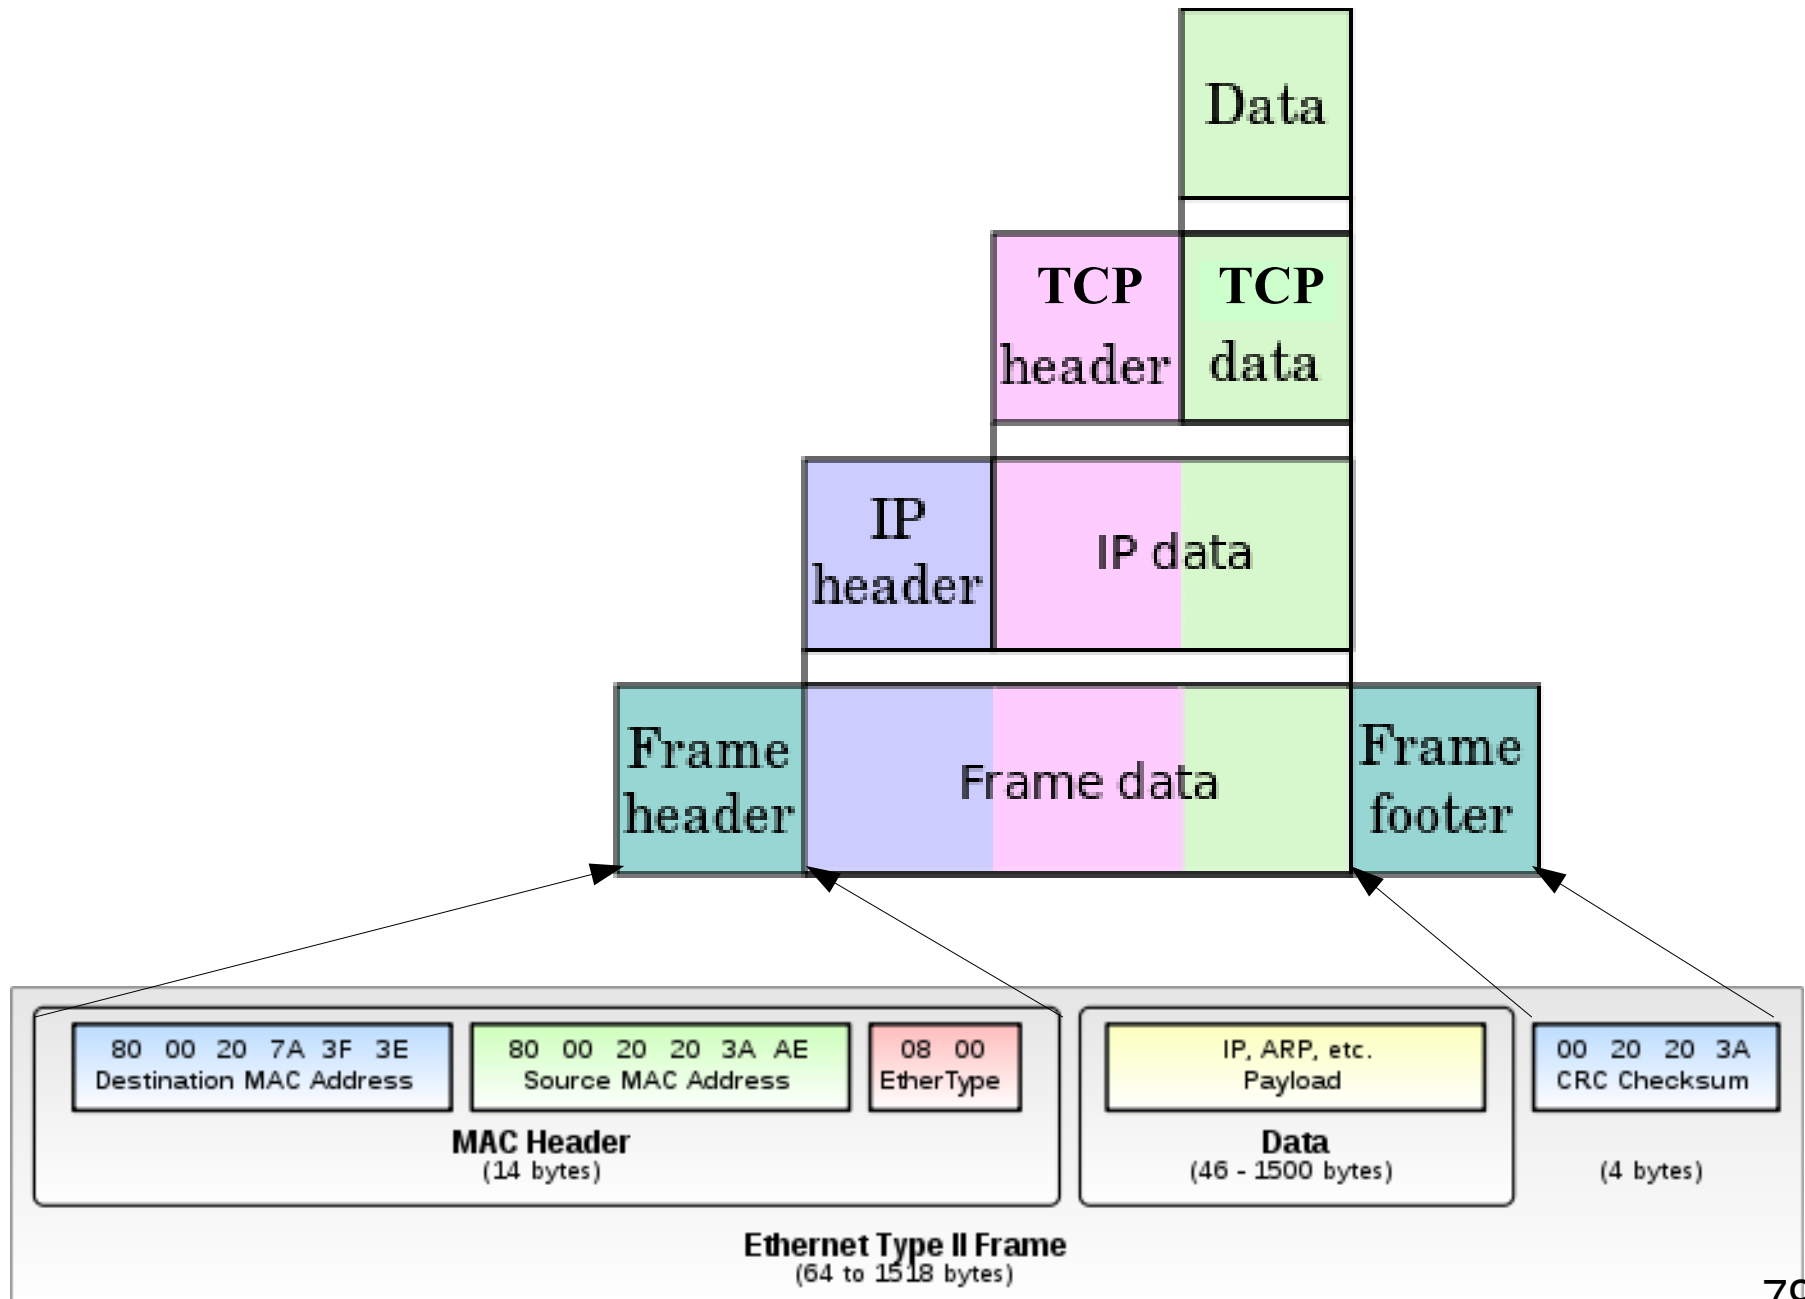 Data
TCP header
TCP data
IP header
IP data
Frame header
Frame data
Frame footer
80 00 20 7A 3F 3E
Destination MAC Address
80 00 20 20 3A AE
Source MAC Address
08 00
EtherType
IP, ARP, etc.
Payload
00 20 20 3A
CRC Checksum
MAC Header
(14 bytes)
Data
(46 - 1500 bytes)
(4 bytes)
Ethernet Type II Frame
(64 to 1518 bytes)